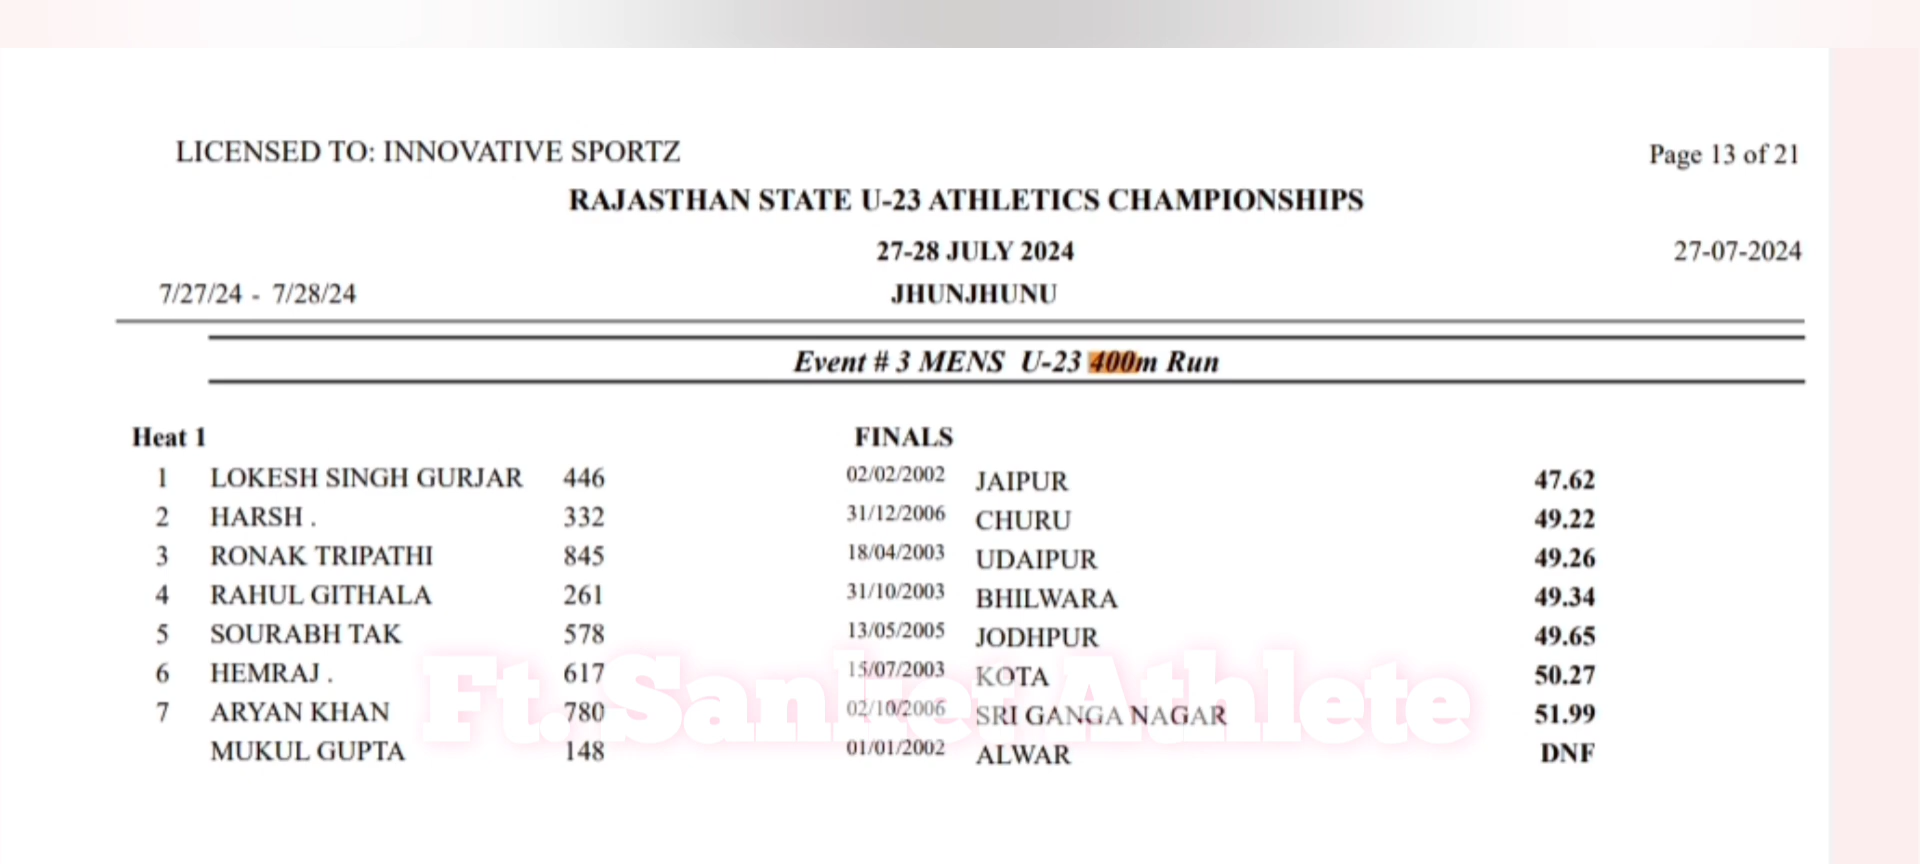 LICENSED TO: INNOVATIVE SPORTZ Page 13 of 21
RAJASTHAN STATE U-23 ATHLETICS CHAMPIONSHIPS
27-28 JULY 2024 27-07-2024
7/27/24 - 7/28/24 JHUNJHUNU
Event # 3 MENS U-23 400m Run
Heat 1 FINALS
1 LOKESH SINGH GURJAR 446 02/02/2002 JAIPUR 47.62
2 HARSH . 332 31/12/2006 CHURU 49.22
3 RONAK TRIPATHI 845 18/04/2003 UDAIPUR 49.26
4 RAHUL GITHALA 261 31/10/2003 BHILWARA 49.34
5 SOURABH TAK 578 13/05/2005 JODHPUR 49.65
6 HEMRAJ . 617 15/07/2003 KOTA 50.27
7 ARYAN KHAN 780 02/10/2006 SRI GANGA NAGAR 51.99
MUKUL GUPTA 148 01/01/2002 ALWAR DNF
Ft. Sanket Athlete